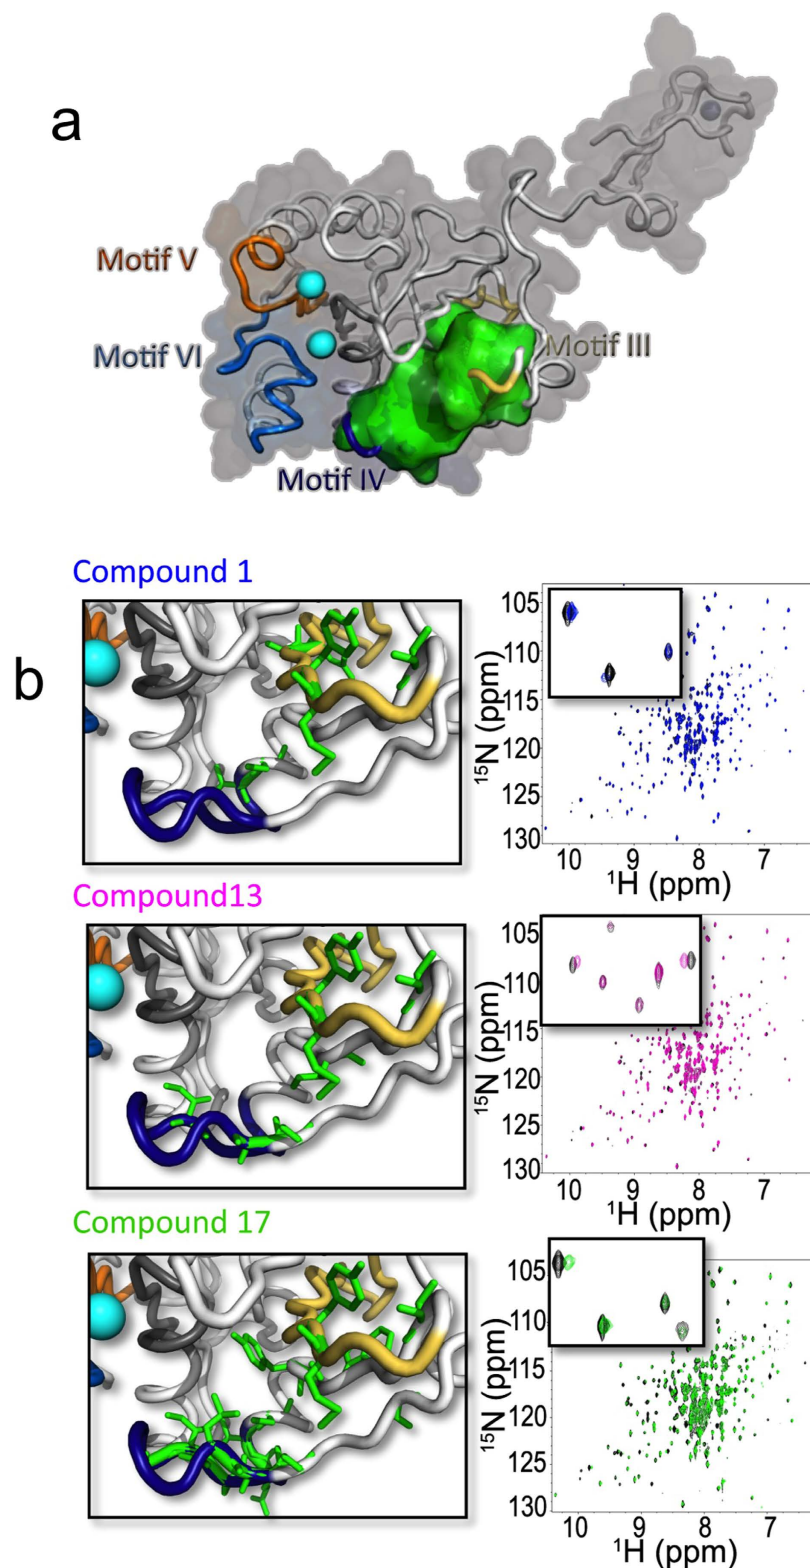 a
Motif V
Motif VI
Motif III
Motif IV
b
Compound 1
105
110
115
120
125
130
15N (ppm)
10 9 8 7
1H (ppm)
Compound13
105
110
115
120
125
130
15N (ppm)
10 9 8 7
1H (ppm)
Compound 17
105
110
115
120
125
130
15N (ppm)
10 9 8 7
1H (ppm)